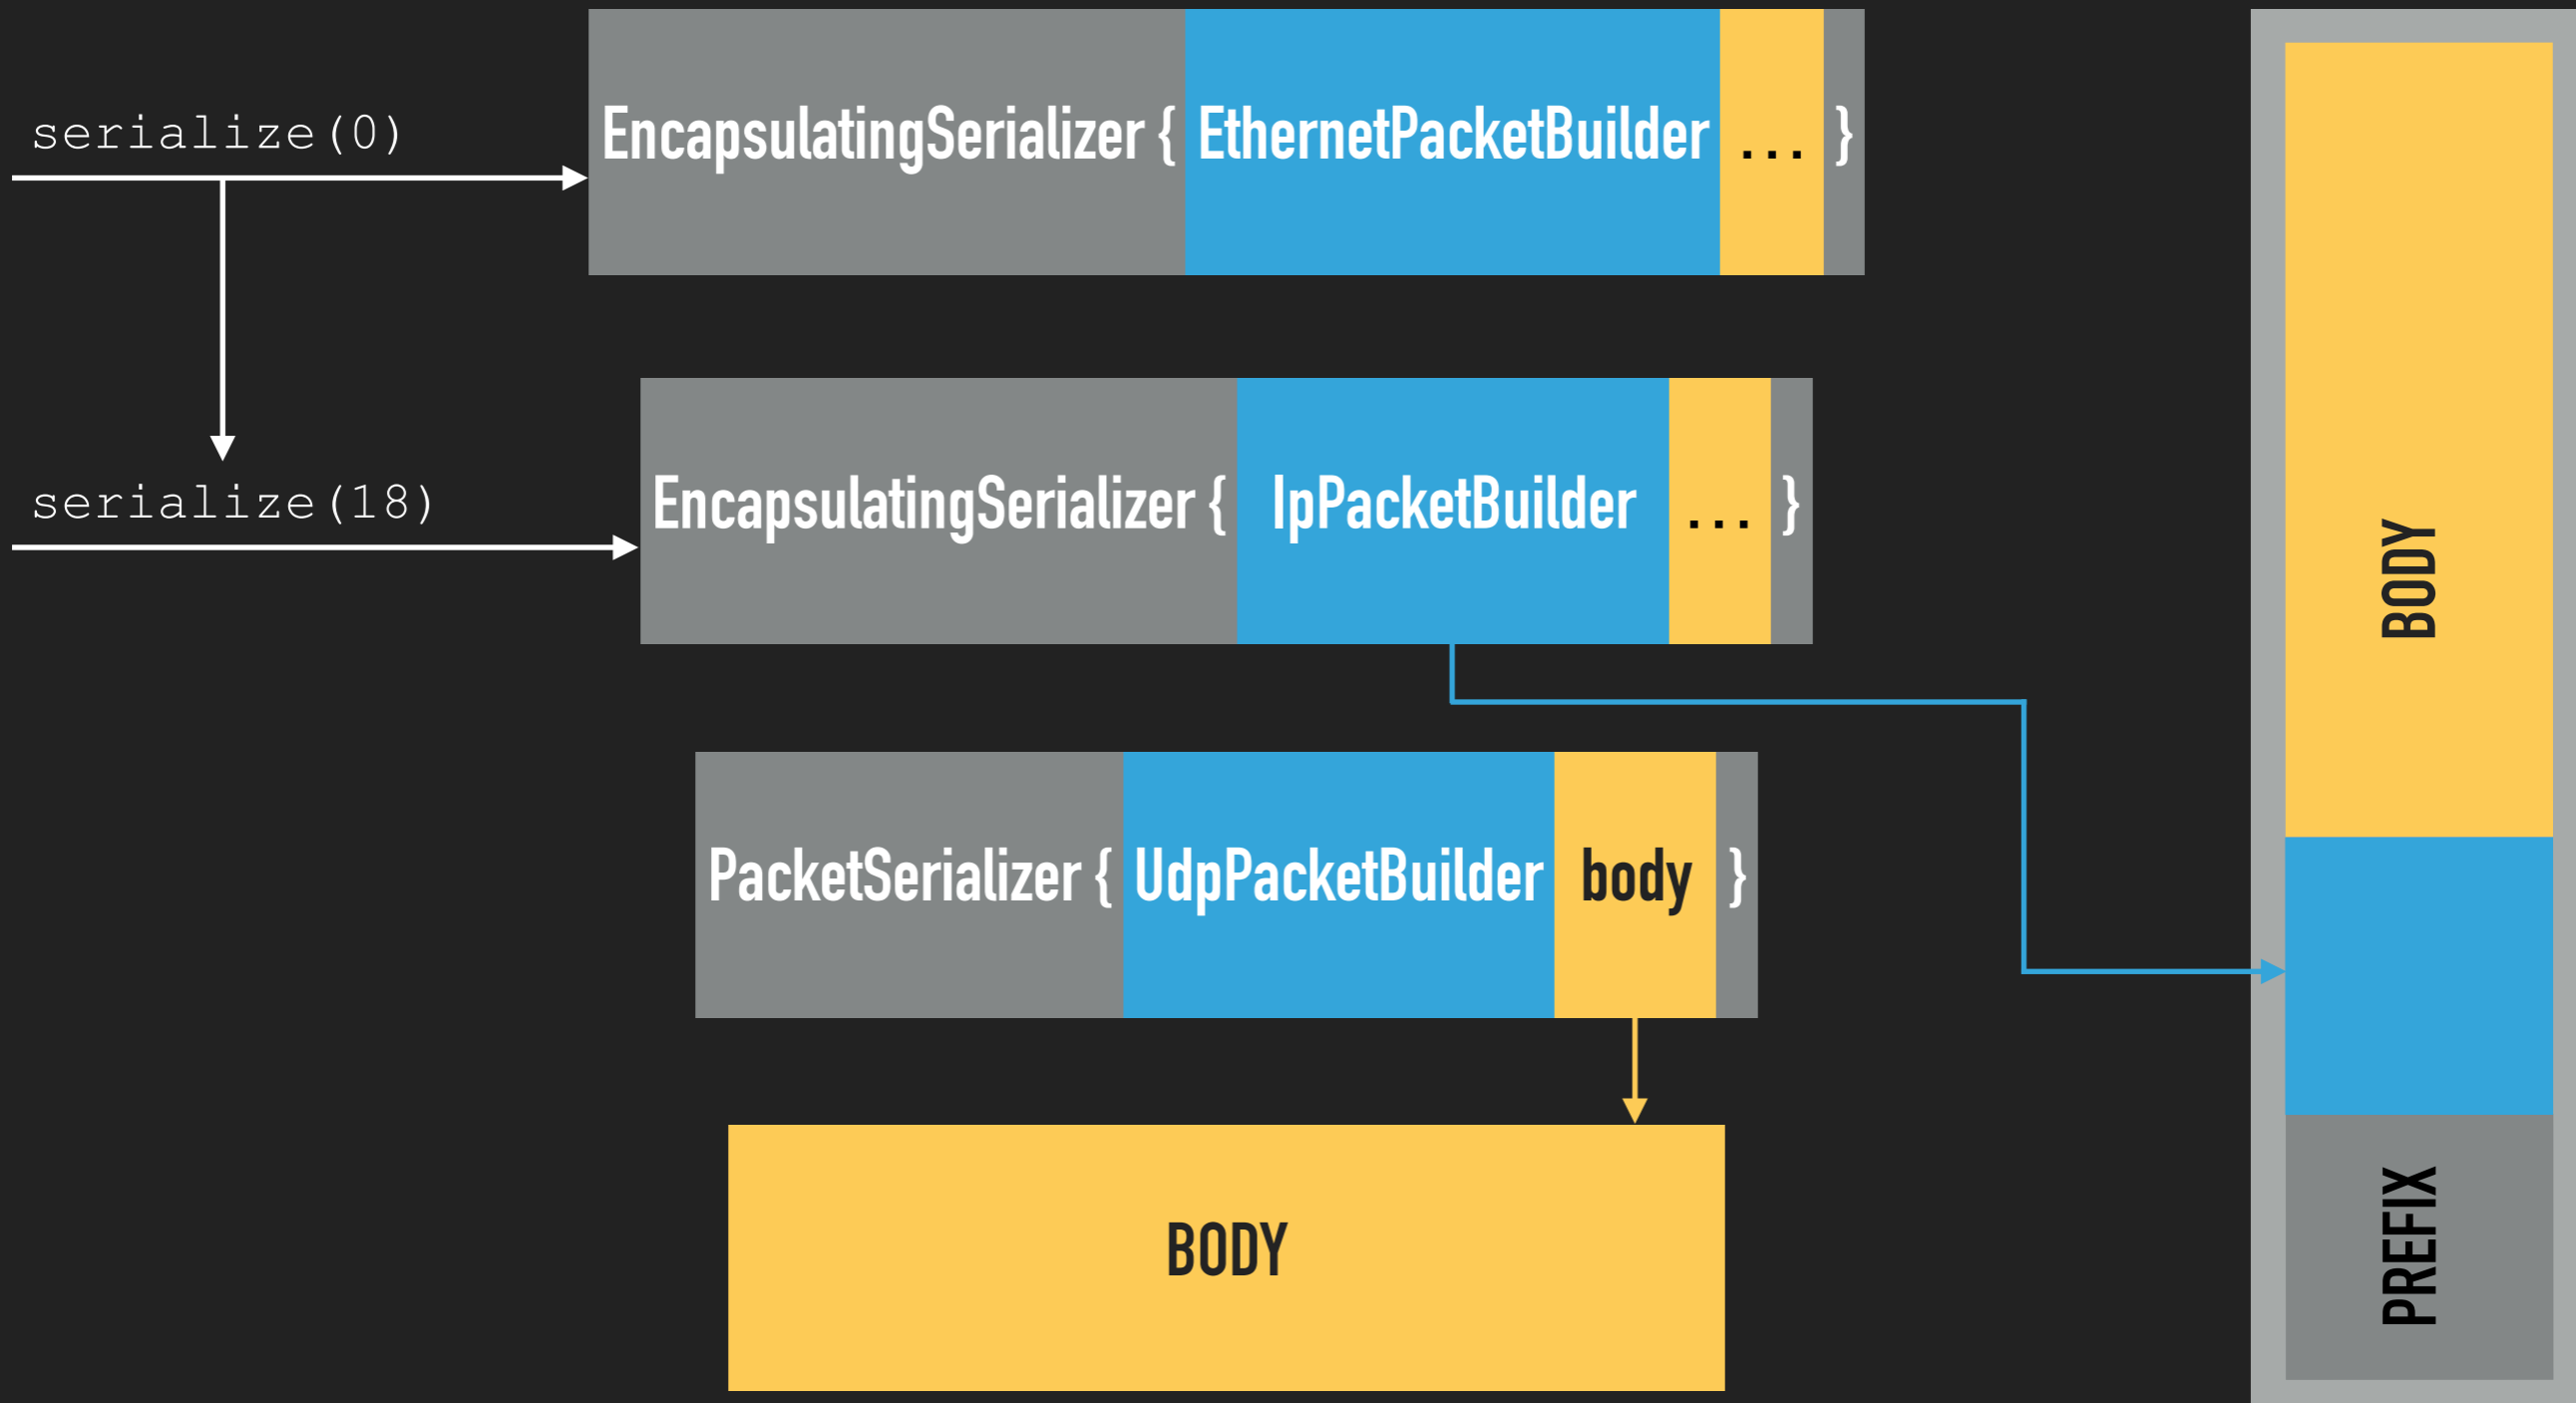 serialize(0)
EncapsulatingSerializer { EthernetPacketBuilder ... }
serialize(18)
EncapsulatingSerializer { IpPacketBuilder ... }
PacketSerializer { UdpPacketBuilder body }
BODY
BODY
PREFIX